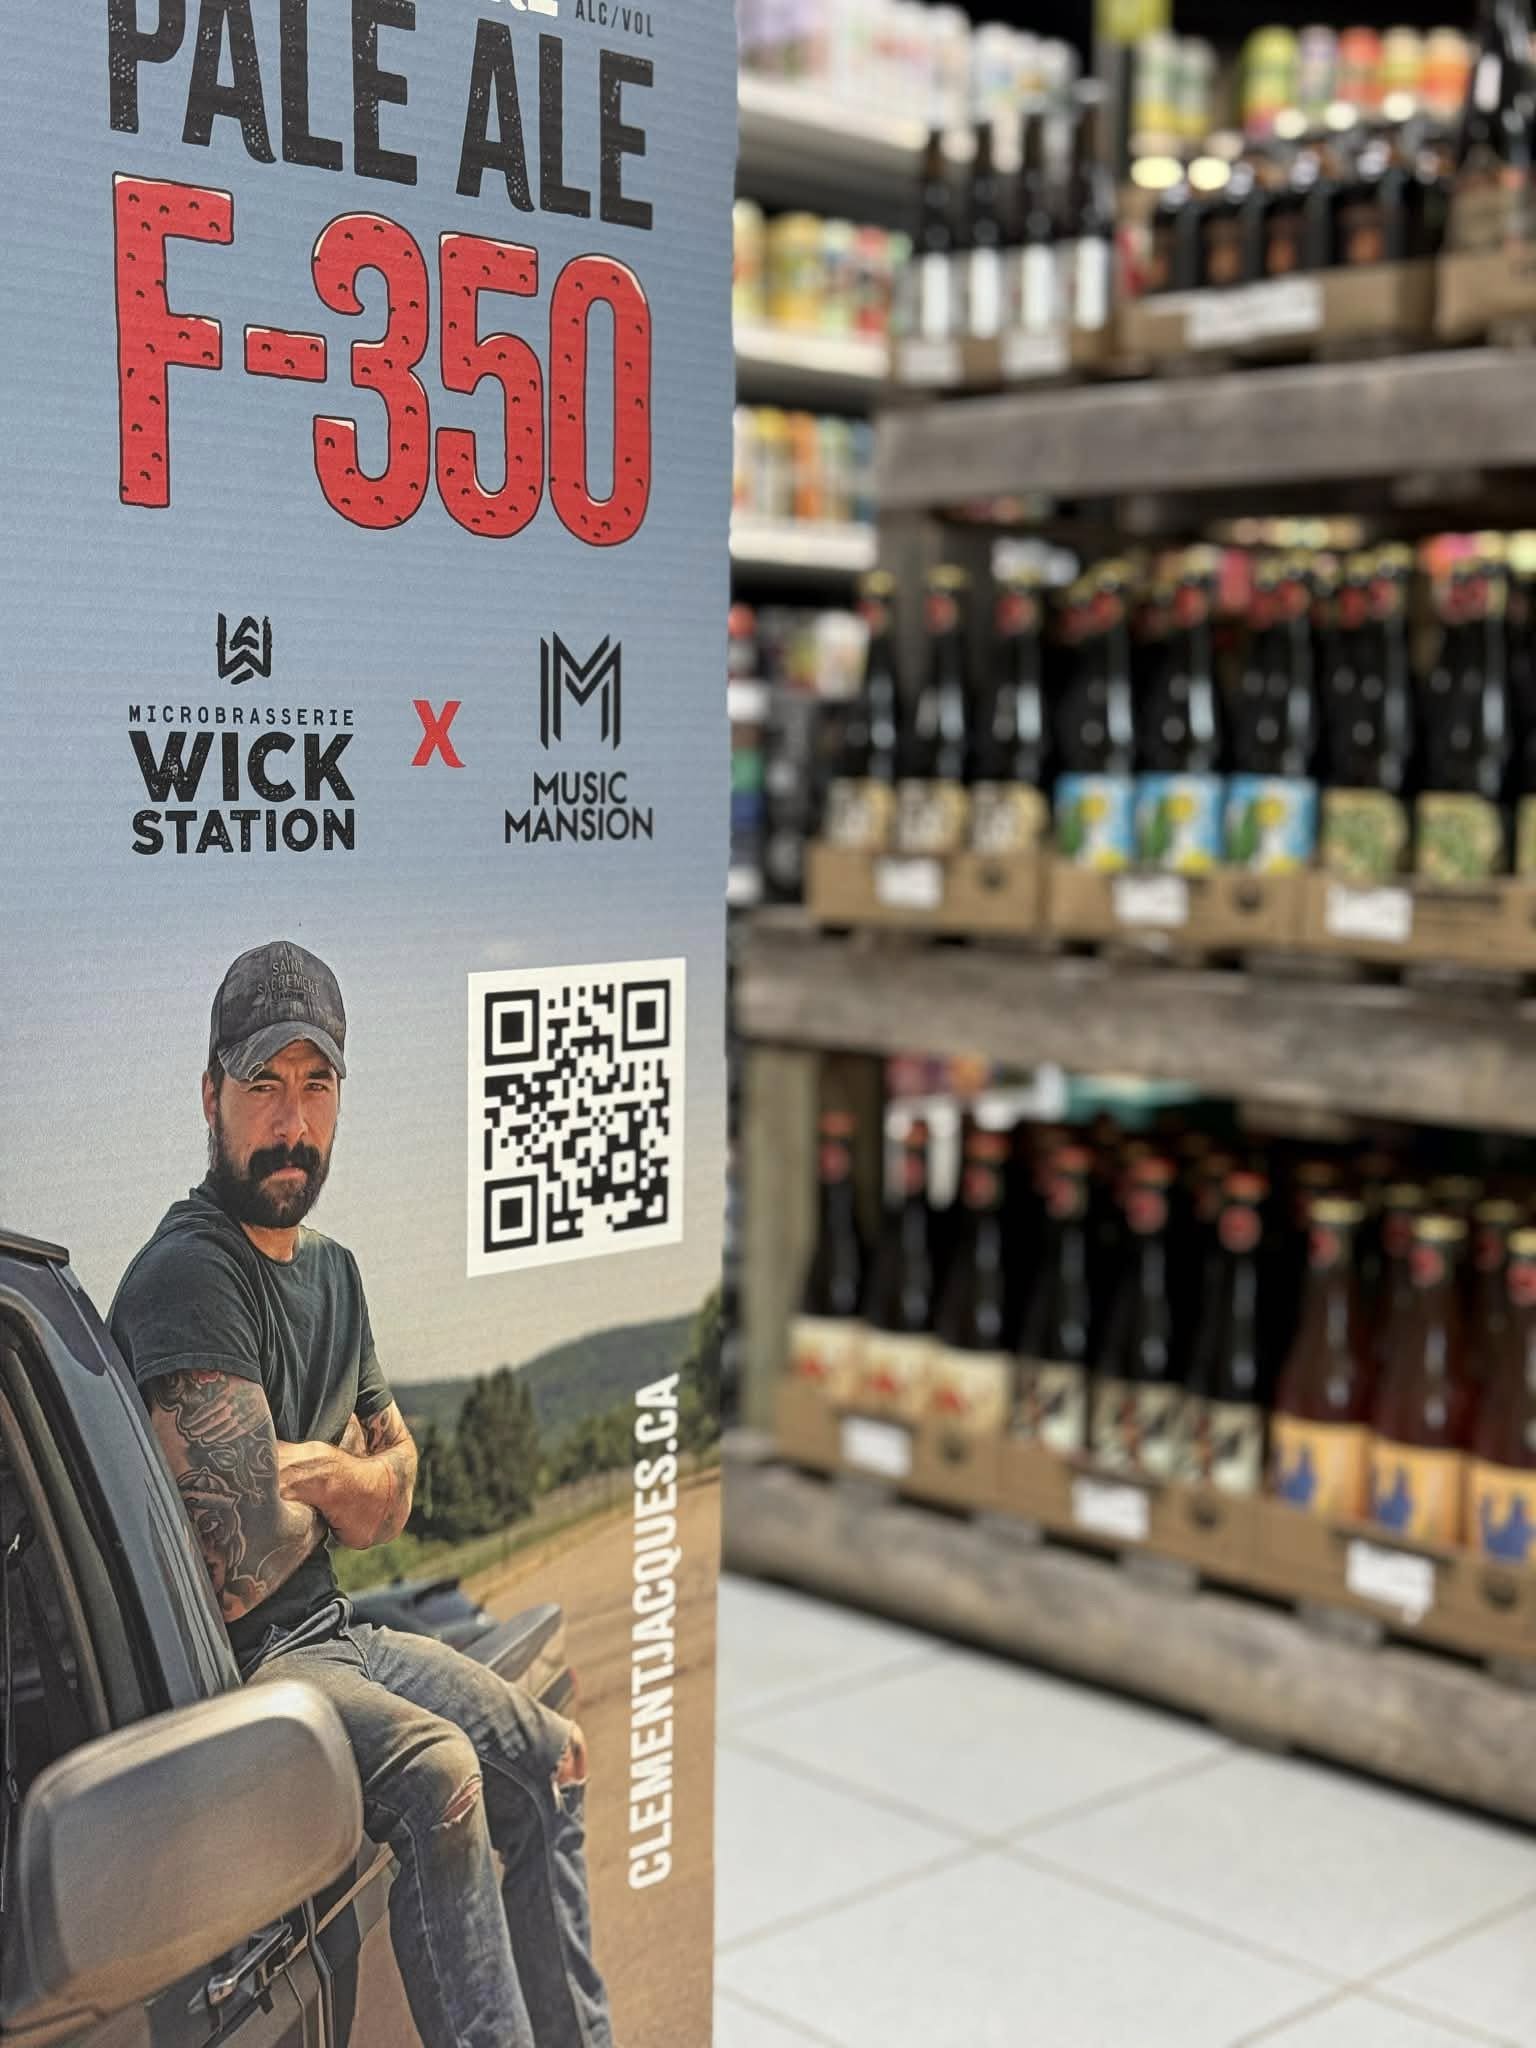 ALC/VOL
PALE ALE
F-350
MICROBRASSERIE
WICK
STATION
X
MUSIC
MANSION
SAINT
SACREMENT
CLEMENTJACQUES.CA